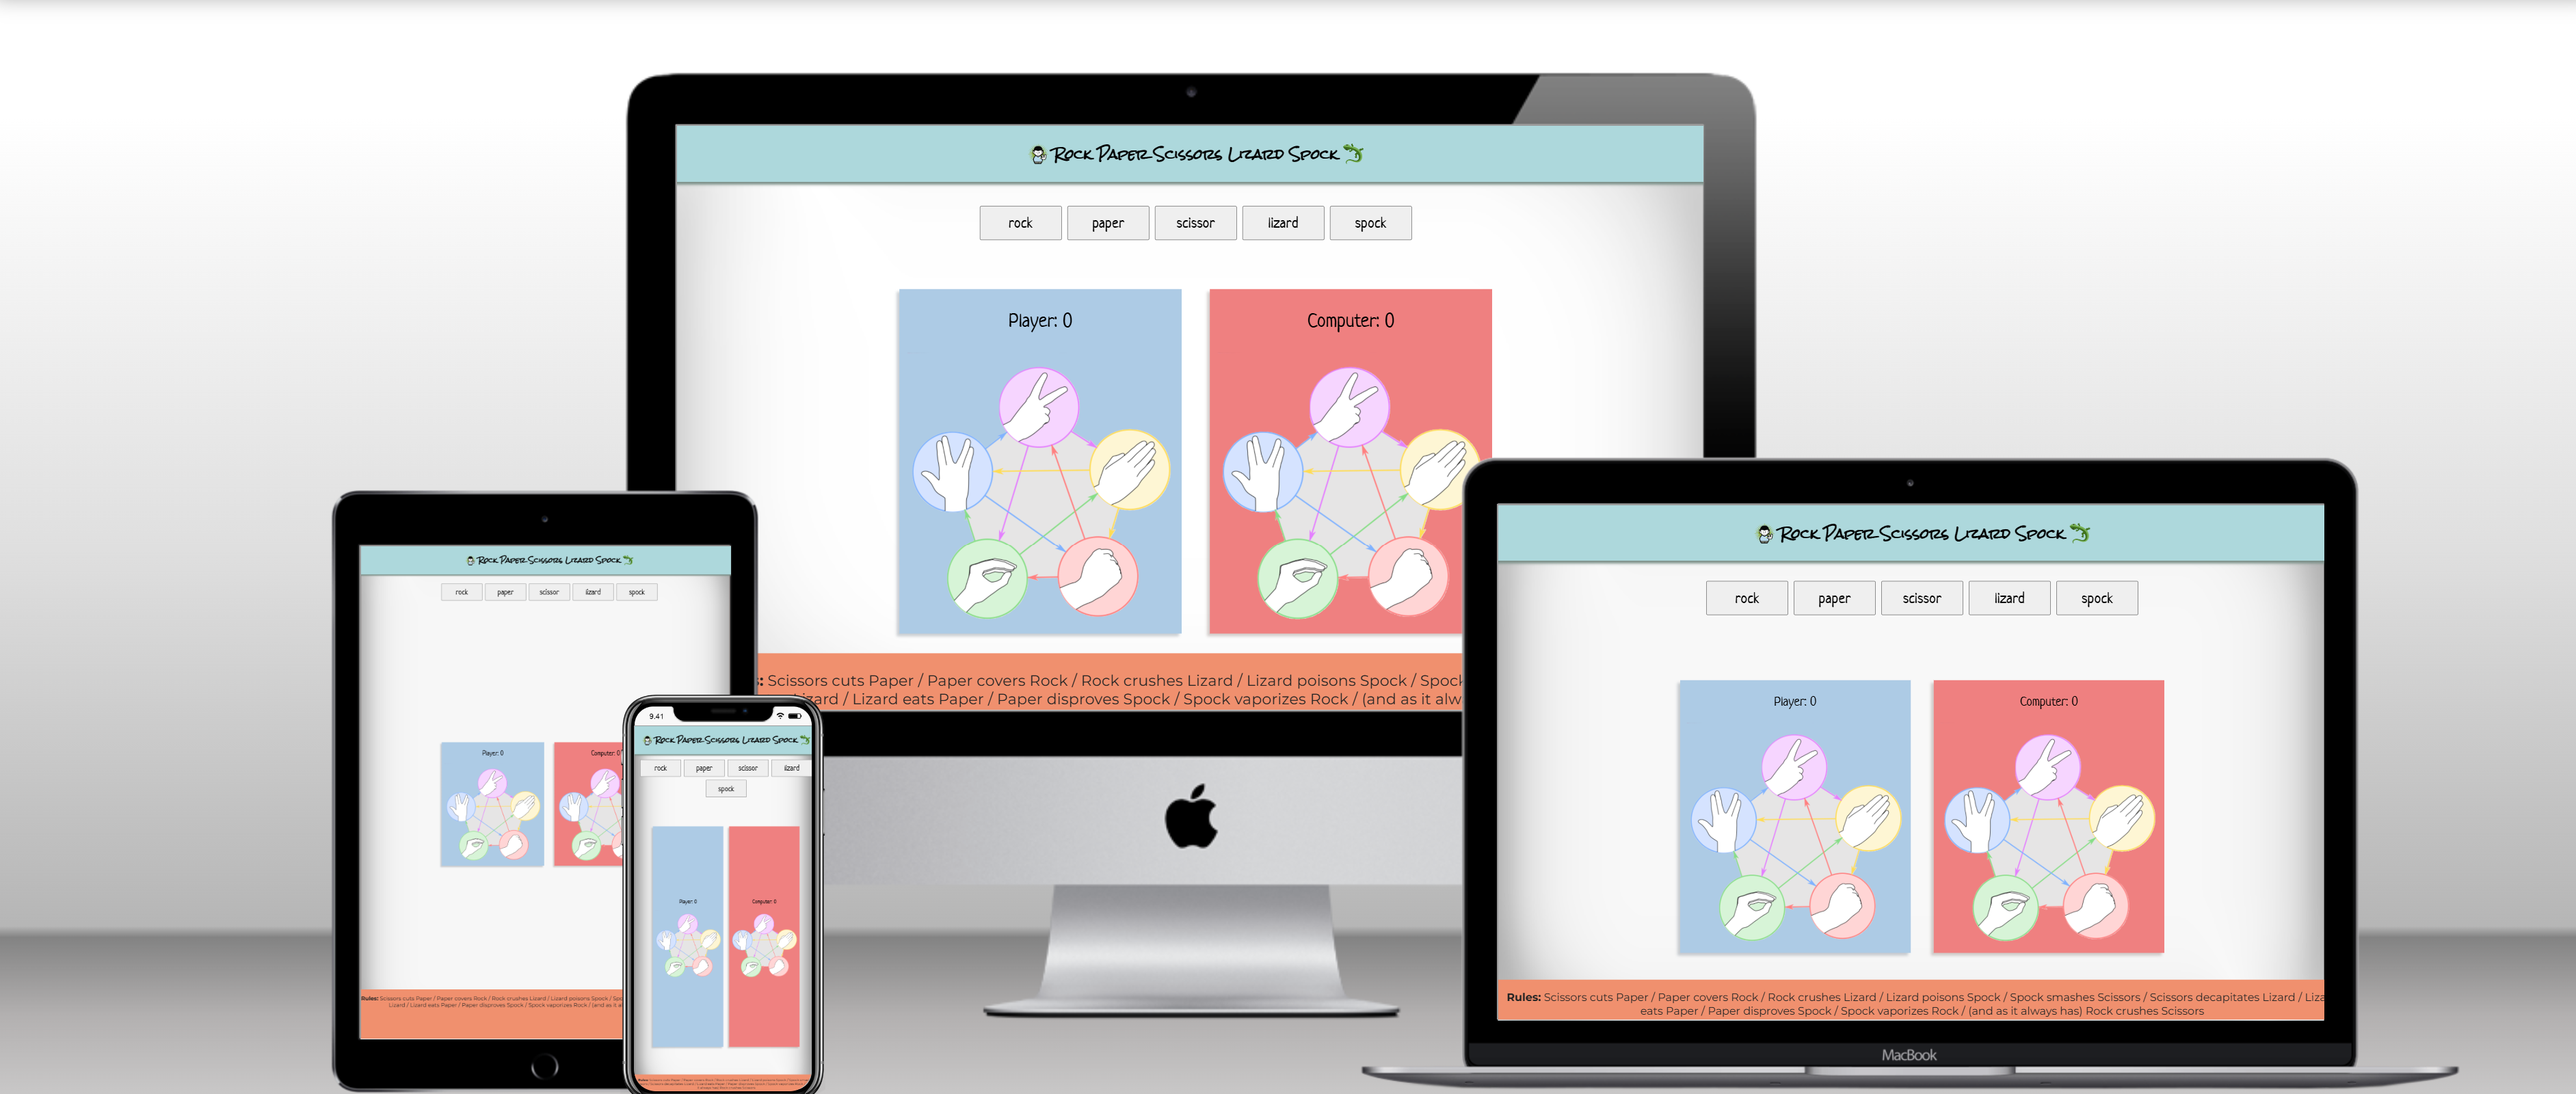 Rock Paper Scissors Lizard Spock
rock paper scissor lizard spock
Player: 0 Computer: 0
Scissors cuts Paper / Paper covers Rock / Rock crushes Lizard / Lizard poisons Spock / Spock
/ Lizard eats Paper / Paper disproves Spock / Spock vaporizes Rock / (and as it
Rock Paper Scissors Lizard Spock
rock paper scissor lizard spock
Player: 0 Computer: 0
Rules: Scissors cuts Paper / Paper covers Rock / Rock crushes Lizard / Lizard poisons Spock /
Lizard / Lizard eats Paper / Paper disproves Spock / Spock vaporizes Rock / (and as it
9:41
Rock Paper Scissors Lizard Spock
rock paper scissor lizard
spock
Player: 0 Computer: 0
Rock Paper Scissors Lizard Spock
rock paper scissor lizard spock
Player: 0 Computer: 0
Rules: Scissors cuts Paper / Paper covers Rock / Rock crushes Lizard / Lizard poisons Spock / Spock smashes Scissors / Scissors decapitates Lizard /
eats Paper / Paper disproves Spock / Spock vaporizes Rock / (and as it always has) Rock crushes Scissors
MacBook